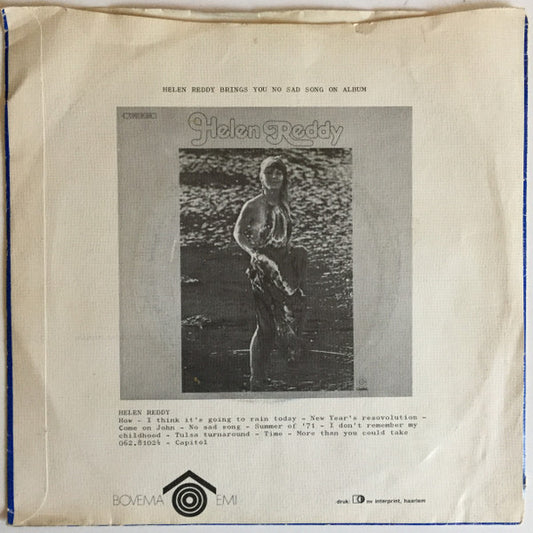 HELEN REDDY BRINGS YOU NO SAD SONG ON ALBUM
Helen Reddy
HELEN REDDY
How - I think it's going to rain today - New Year's resovolution -
Come on John - No sad song - Summer of '71 - I don't remember my
childhood - Tulsa turnaround - Time - More than you could take
062.81024 - Capitol
BOVEMA EMI
druk: nv interprint, haarlem